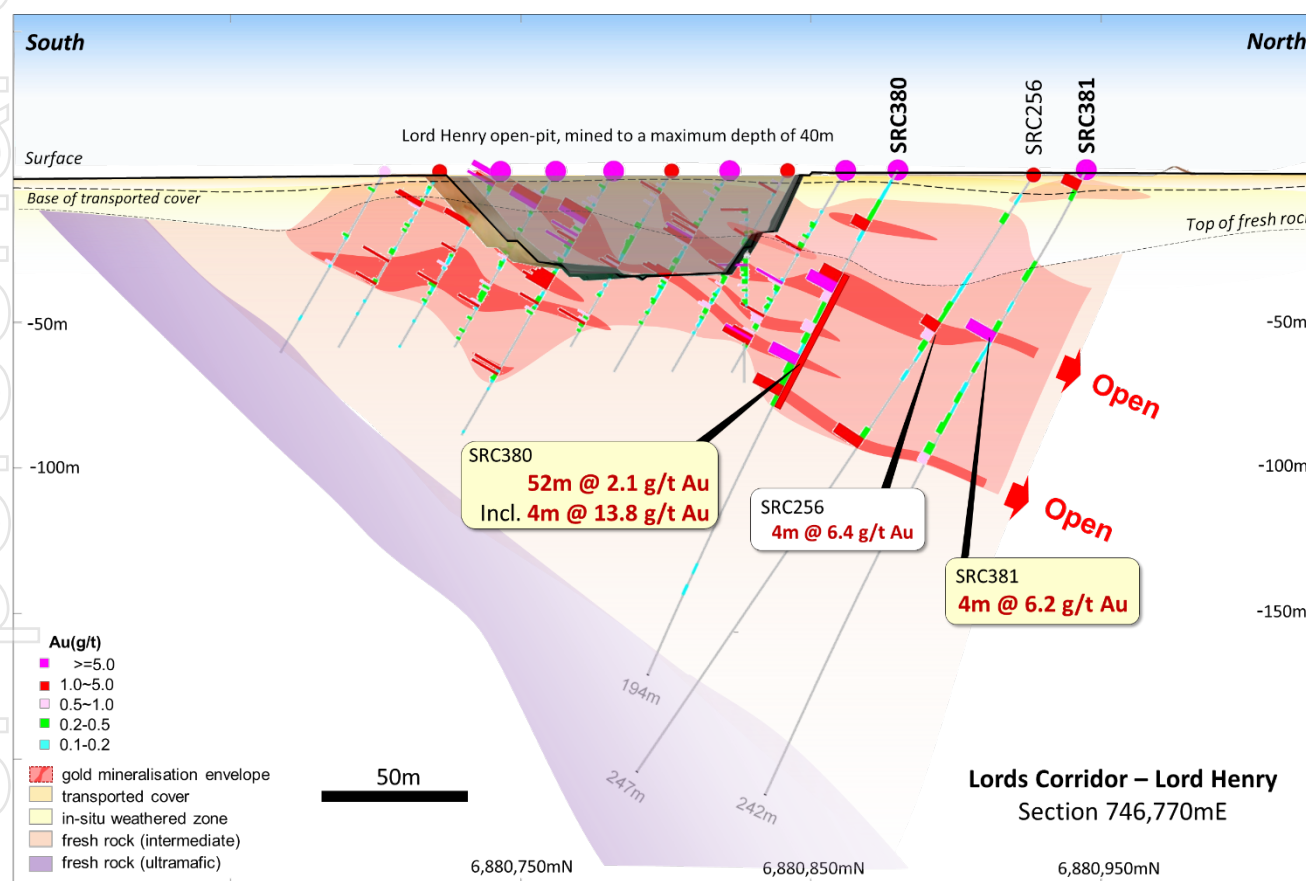 South
North
SRC380
SRC256
SRC381
Lord Henry open-pit, mined to a maximum depth of 40m
Surface
Base of transported cover
Top of fresh rock
-50m
-50m
Open
-100m
-100m
Open
SRC380
52m @ 2.1 g/t Au
Incl. 4m @ 13.8 g/t Au
SRC256
4m @ 6.4 g/t Au
SRC381
4m @ 6.2 g/t Au
-150m
Au(g/t)
>=5.0
1.0~5.0
0.5~1.0
0.2-0.5
0.1-0.2
194m
247m
242m
gold mineralisation envelope
transported cover
in-situ weathered zone
fresh rock (intermediate)
fresh rock (ultramafic)
50m
Lords Corridor – Lord Henry
Section 746,770mE
6,880,750mN
6,880,850mN
6,880,950mN